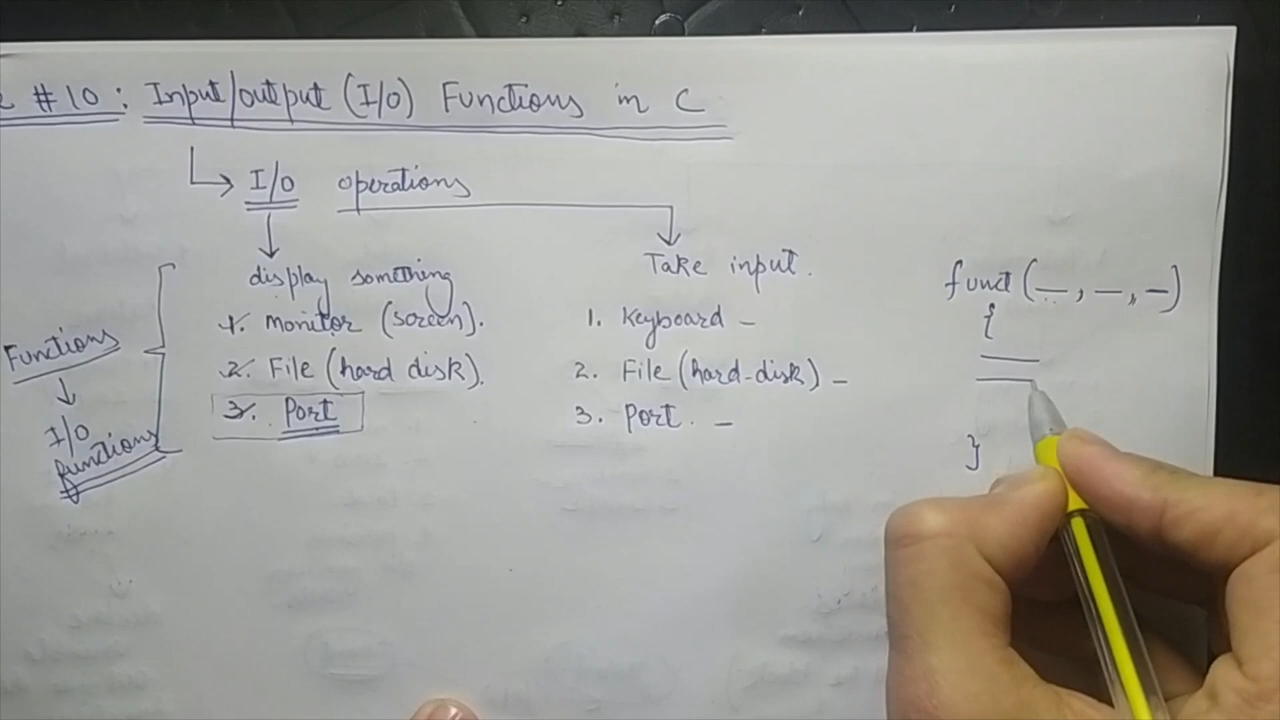 #10: Input/output (I/O) Functions in C
I/O operations
display something
1. Monitor (screen).
2. File (hard disk).
3. Port
Take input.
1. Keyboard -
2. File (hard-disk) -
3. Port. -
Functions
I/O
functions
funct (_, _, _)
{
}